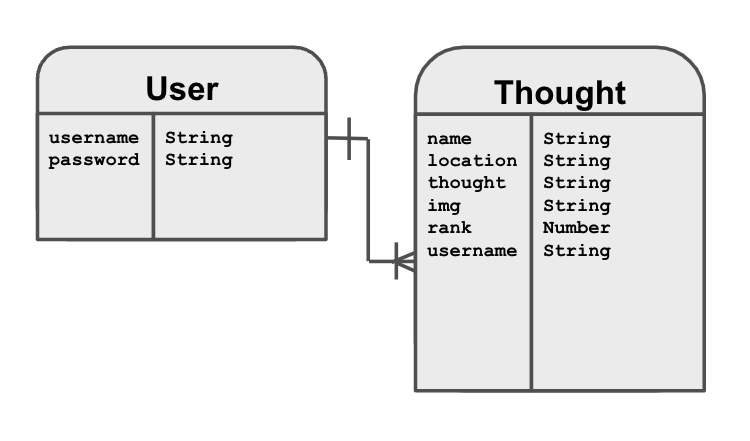 User
username String
password String
Thought
name String
location String
thought String
img String
rank Number
username String